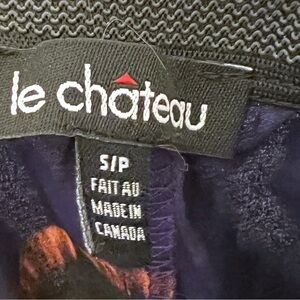 le château
S/P
FAIT AU
MADE IN
CANADA